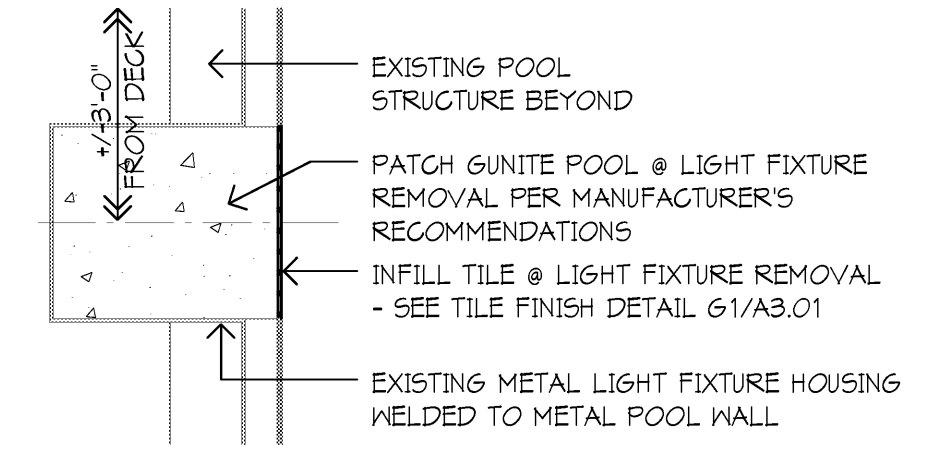 +/-3'-0"
FROM DECK
EXISTING POOL
STRUCTURE BEYOND
PATCH GUNITE POOL @ LIGHT FIXTURE
REMOVAL PER MANUFACTURER'S
RECOMMENDATIONS
INFILL TILE @ LIGHT FIXTURE REMOVAL
- SEE TILE FINISH DETAIL G1/A3.01
EXISTING METAL LIGHT FIXTURE HOUSING
WELDED TO METAL POOL WALL